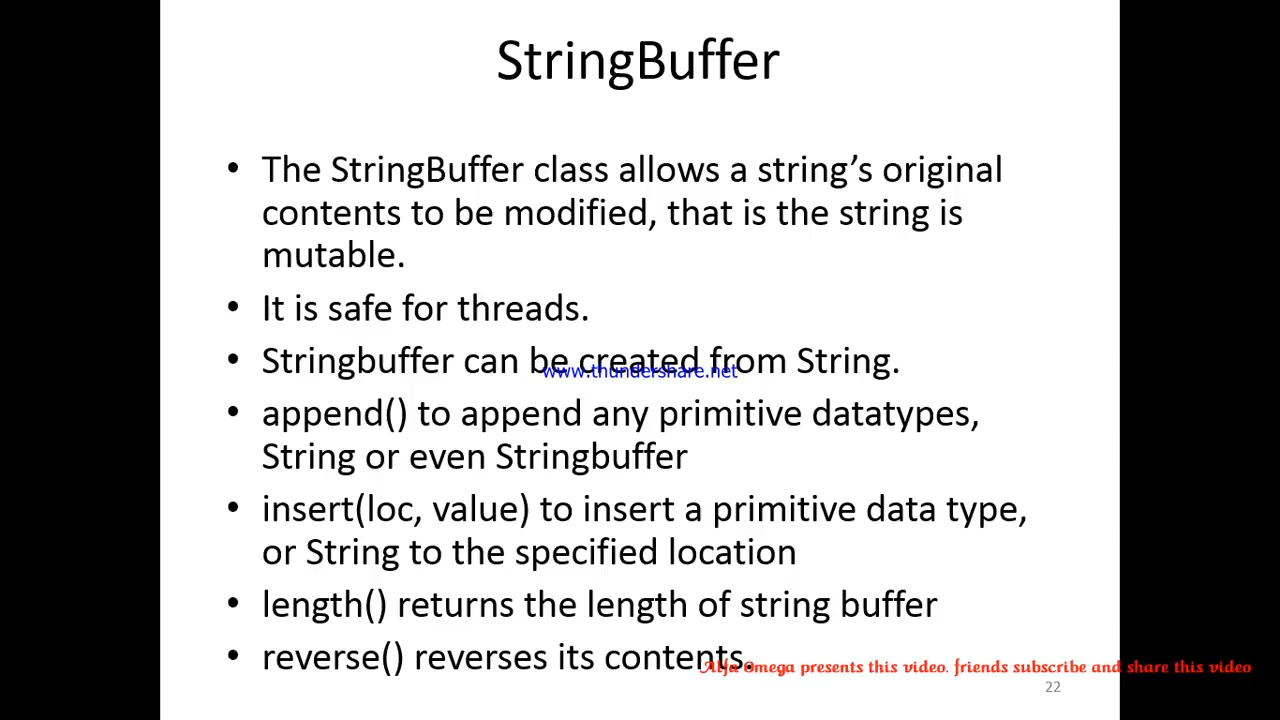 StringBuffer
• The StringBuffer class allows a string’s original
contents to be modified, that is the string is
mutable.
• It is safe for threads.
• Stringbuffer can be created from String.
www.thundershare.net
• append() to append any primitive datatypes,
String or even Stringbuffer
• insert(loc, value) to insert a primitive data type,
or String to the specified location
• length() returns the length of string buffer
• reverse() reverses its contents.
Alfa Omega presents this video. friends subscribe and share this video
22